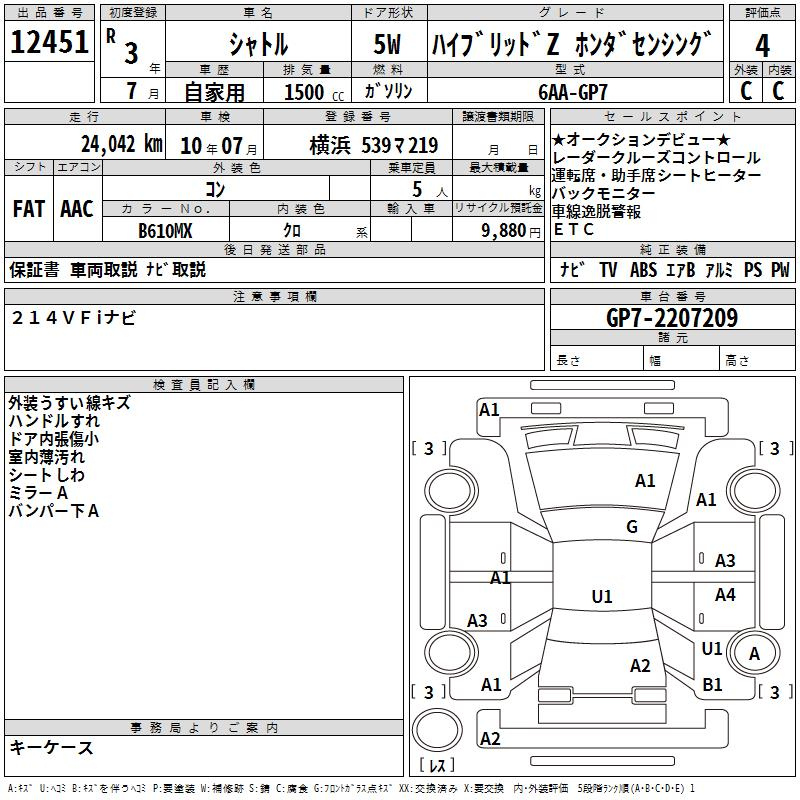 出品番号 初度登録 車名 ドア形状 グレード 評価点
12451 R 3 年 シャトル 5W ﾊｲﾌﾞﾘｯﾄﾞZ ﾎﾝﾀﾞｾﾝｼﾝｸﾞ 4
車歴 排気量 燃料 型式 外装 内装
7 月 自家用 1500 CC ｶﾞｿﾘﾝ 6AA-GP7 C C
走行 車検 登録番号 譲渡書類期限
24,042 km 10 年 07 月 横浜 539マ219 月 日
シフト エアコン 外装色 乗車定員 最大積載量
FAT AAC ｺﾝ 5 人 kg
カラーNo. 内装色 輸入車 リサイクル預託金
B610MX ｸﾛ 系 9,880 円
後日発送部品
保証書 車両取説 ﾅﾋﾞ取説
セールスポイント
★オークションデビュー★
レーダークルーズコントロール
運転席・助手席シートヒーター
バックモニター
車線逸脱警報
ＥＴＣ
純正装備
ﾅﾋﾞ TV ABS ｴｱB ｱﾙﾐ PS PW
注意事項欄
２１４ＶＦiナビ
車台番号
GP7-2207209
諸元
長さ 幅 高さ
検査員記入欄
外装うすい線キズ
ハンドルすれ
ドア内張傷小
室内薄汚れ
シートしわ
ミラーＡ
バンパー下Ａ
事務局よりご案内
キーケース
A1
[ 3 ] [ 3 ]
A1
A1
G
A3
A1
U1 A4
A3
U1 A
A2
A1 B1
[ 3 ] [ 3 ]
A2
[ ﾚｽ ]
A:ｷｽﾞ U:ﾍｺﾐ B:ｷｽﾞを伴うﾍｺﾐ P:要塗装 W:補修跡 S:錆 C:腐食 G:ﾌﾛﾝﾄｶﾞﾗｽ点ｷｽﾞ XX:交換済み X:要交換 内･外装評価 5段階ﾗﾝｸ順(A･B･C･D･E) 1